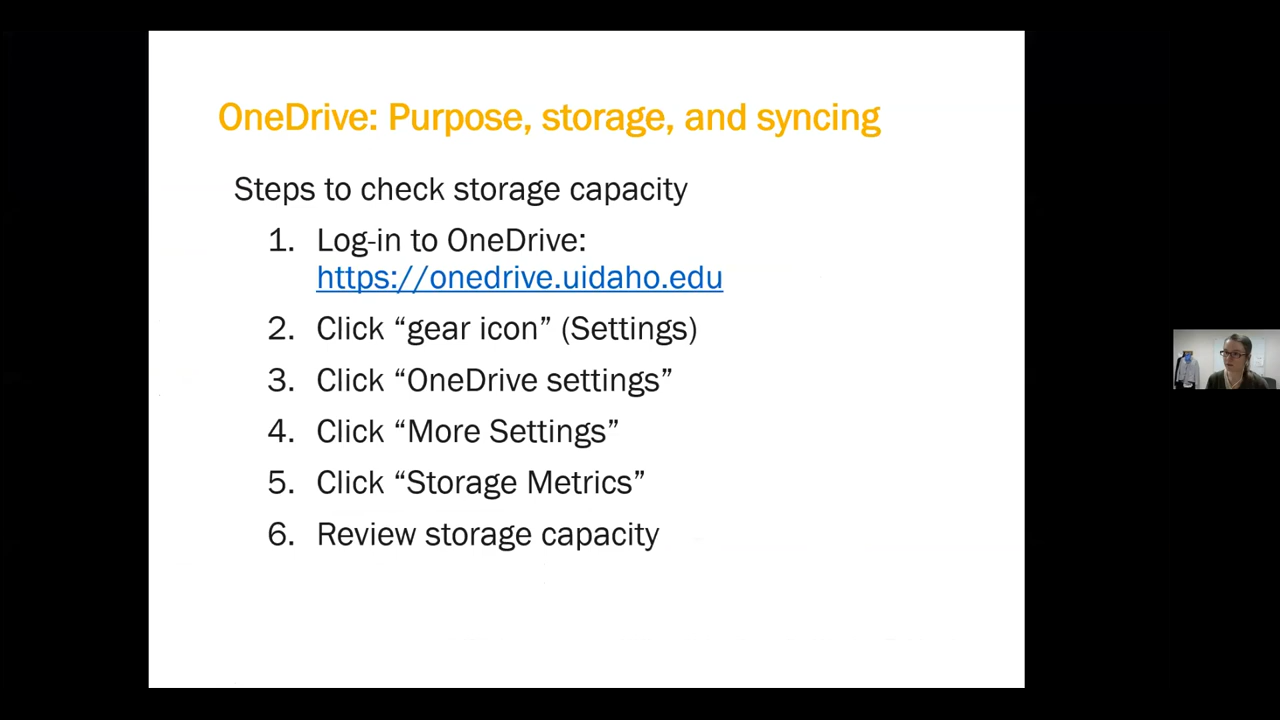 OneDrive: Purpose, storage, and syncing
Steps to check storage capacity
1. Log-in to OneDrive:
https://onedrive.uidaho.edu
2. Click “gear icon” (Settings)
3. Click “OneDrive settings”
4. Click “More Settings”
5. Click “Storage Metrics”
6. Review storage capacity